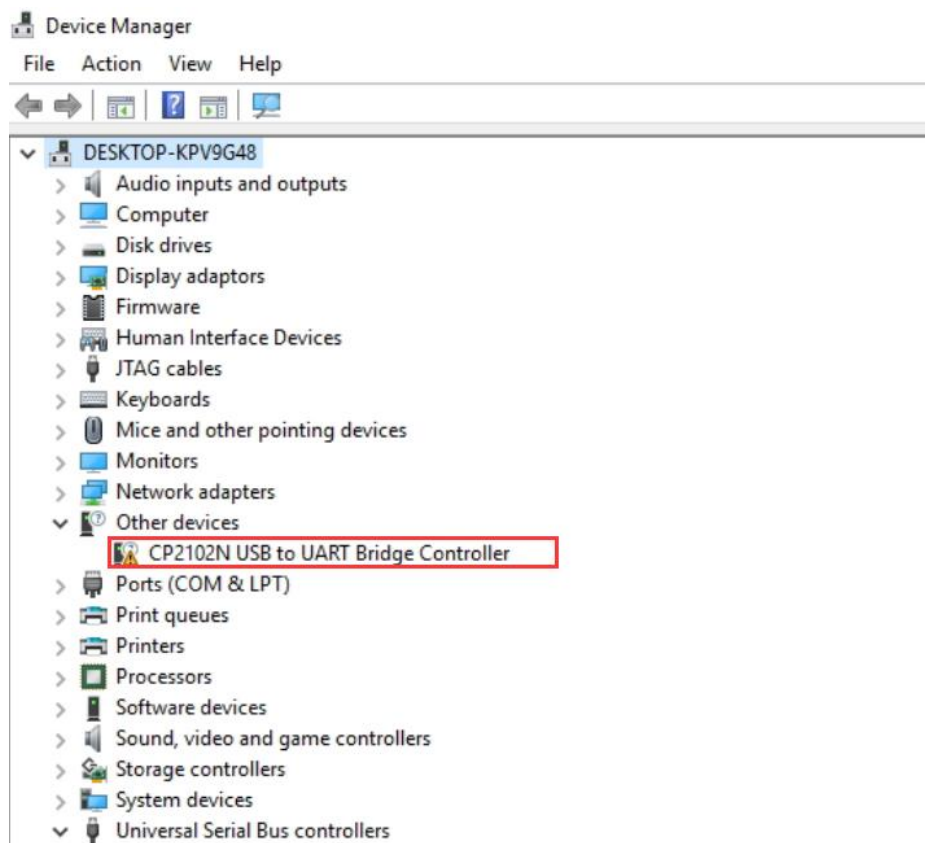 Device Manager
File Action View Help
DESKTOP-KPV9G48
Audio inputs and outputs
Computer
Disk drives
Display adaptors
Firmware
Human Interface Devices
JTAG cables
Keyboards
Mice and other pointing devices
Monitors
Network adapters
Other devices
CP2102N USB to UART Bridge Controller
Ports (COM & LPT)
Print queues
Printers
Processors
Software devices
Sound, video and game controllers
Storage controllers
System devices
Universal Serial Bus controllers